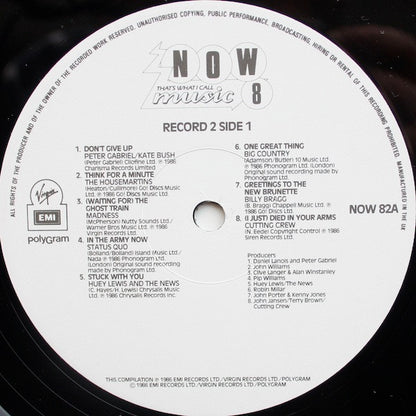 ALL RIGHTS OF THE PRODUCER AND OF THE OWNER OF THE RECORDED WORK RESERVED. UNAUTHORISED COPYING, PUBLIC PERFORMANCE, BROADCASTING, HIRING OR RENTAL OF THIS RECORDING PROHIBITED. MANUFACTURED IN THE UK
NOW
THAT'S WHAT I CALL
music 8
RECORD 2 SIDE 1
1. DON'T GIVE UP
PETER GABRIEL/KATE BUSH
(Peter Gabriel) Cliofine Ltd. ℗ 1986
Charisma Records Limited
2. THINK FOR A MINUTE
THE HOUSEMARTINS
(Heaton/Cullimore) Go! Discs Music
Ltd. ℗ 1986 Go! Discs Ltd.
3. (WAITING FOR) THE
GHOST TRAIN
MADNESS
(McPherson) Nutty Sounds Ltd./
Warner Bros Music Ltd. ℗ 1986
Virgin Records Ltd.
4. IN THE ARMY NOW
STATUS QUO
(Bolland/Bolland) Island Music Ltd./
Nada ℗ 1986 Phonogram Ltd.
(London) Original sound recording
made by Phonogram Ltd.
5. STUCK WITH YOU
HUEY LEWIS AND THE NEWS
(C. Hayes/H. Lewis) Chrysalis Music
Ltd. ℗ 1986 Chrysalis Records Inc.
6. ONE GREAT THING
BIG COUNTRY
(Adamson/Butler) 10 Music Ltd.
℗ 1986 Phonogram Ltd. (London)
Original sound recording made by
Phonogram Ltd.
7. GREETINGS TO THE
NEW BRUNETTE
BILLY BRAGG
(B. Bragg) Chappell Music Ltd.
℗ 1986 Go! Discs Ltd.
8. (I JUST) DIED IN YOUR ARMS
CUTTING CREW
(N. Eede) Copyright Control ℗ 1986
Siren Records Ltd.
Virgin
EMI
polyGram
NOW 82A
Producers
1. Daniel Lanois and Peter Gabriel
2. John Williams
3. Clive Langer & Alan Winstanley
4. Pip Williams
5. Huey Lewis/The News
6. Robin Millar
7. John Porter & Kenny Jones
8. John Jansen/Terry Brown/
Cutting Crew
THIS COMPILATION ℗ 1986 EMI RECORDS LTD./VIRGIN RECORDS LTD./POLYGRAM
© 1986 EMI RECORDS LTD./VIRGIN RECORDS LTD./POLYGRAM